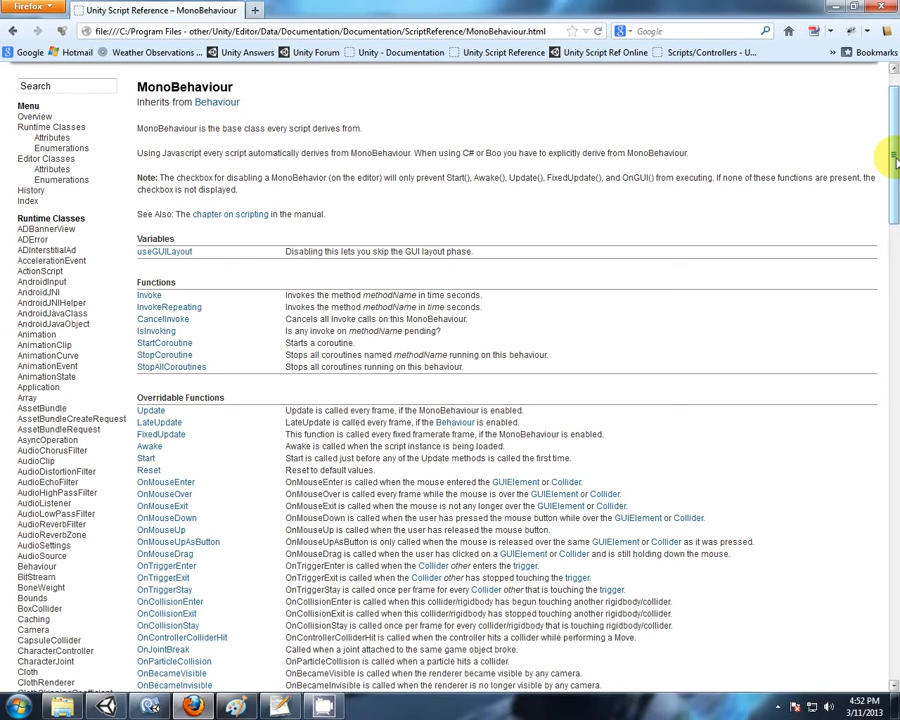 Firefox
Unity Script Reference – MonoBehaviour
file:///C:/Program Files - other/Unity/Editor/Data/Documentation/Documentation/ScriptReference/MonoBehaviour.html
Google
Google Hotmail Weather Observations ... Unity Answers Unity Forum Unity - Documentation Unity Script Reference Unity Script Ref Online Scripts/Controllers - U... » Bookmarks
Search
Menu
Overview
Runtime Classes
Attributes
Enumerations
Editor Classes
Attributes
Enumerations
History
Index
Runtime Classes
ADBannerView
ADError
ADInterstitialAd
AccelerationEvent
ActionScript
AndroidInput
AndroidJNI
AndroidJNIHelper
AndroidJavaClass
AndroidJavaObject
Animation
AnimationClip
AnimationCurve
AnimationEvent
AnimationState
Application
Array
AssetBundle
AssetBundleCreateRequest
AssetBundleRequest
AsyncOperation
AudioChorusFilter
AudioClip
AudioDistortionFilter
AudioEchoFilter
AudioHighPassFilter
AudioListener
AudioLowPassFilter
AudioReverbFilter
AudioReverbZone
AudioSettings
AudioSource
Behaviour
BitStream
BoneWeight
Bounds
BoxCollider
Caching
Camera
CapsuleCollider
CharacterController
CharacterJoint
Cloth
ClothRenderer
ClothSkinningCoefficient
MonoBehaviour
Inherits from Behaviour
MonoBehaviour is the base class every script derives from.
Using Javascript every script automatically derives from MonoBehaviour. When using C# or Boo you have to explicitly derive from MonoBehaviour.
Note: The checkbox for disabling a MonoBehavior (on the editor) will only prevent Start(), Awake(), Update(), FixedUpdate(), and OnGUI() from executing. If none of these functions are present, the
checkbox is not displayed.
See Also: The chapter on scripting in the manual.
Variables
useGUILayout Disabling this lets you skip the GUI layout phase.
Functions
Invoke Invokes the method methodName in time seconds.
InvokeRepeating Invokes the method methodName in time seconds.
CancelInvoke Cancels all Invoke calls on this MonoBehaviour.
IsInvoking Is any invoke on methodName pending?
StartCoroutine Starts a coroutine.
StopCoroutine Stops all coroutines named methodName running on this behaviour.
StopAllCoroutines Stops all coroutines running on this behaviour.
Overridable Functions
Update Update is called every frame, if the MonoBehaviour is enabled.
LateUpdate LateUpdate is called every frame, if the Behaviour is enabled.
FixedUpdate This function is called every fixed framerate frame, if the MonoBehaviour is enabled.
Awake Awake is called when the script instance is being loaded.
Start Start is called just before any of the Update methods is called the first time.
Reset Reset to default values.
OnMouseEnter OnMouseEnter is called when the mouse entered the GUIElement or Collider.
OnMouseOver OnMouseOver is called every frame while the mouse is over the GUIElement or Collider.
OnMouseExit OnMouseExit is called when the mouse is not any longer over the GUIElement or Collider.
OnMouseDown OnMouseDown is called when the user has pressed the mouse button while over the GUIElement or Collider.
OnMouseUp OnMouseUp is called when the user has released the mouse button.
OnMouseUpAsButton OnMouseUpAsButton is only called when the mouse is released over the same GUIElement or Collider as it was pressed.
OnMouseDrag OnMouseDrag is called when the user has clicked on a GUIElement or Collider and is still holding down the mouse.
OnTriggerEnter OnTriggerEnter is called when the Collider other enters the trigger.
OnTriggerExit OnTriggerExit is called when the Collider other has stopped touching the trigger.
OnTriggerStay OnTriggerStay is called once per frame for every Collider other that is touching the trigger.
OnCollisionEnter OnCollisionEnter is called when this collider/rigidbody has begun touching another rigidbody/collider.
OnCollisionExit OnCollisionExit is called when this collider/rigidbody has stopped touching another rigidbody/collider.
OnCollisionStay OnCollisionStay is called once per frame for every collider/rigidbody that is touching rigidbody/collider.
OnControllerColliderHit OnControllerColliderHit is called when the controller hits a collider while performing a Move.
OnJointBreak Called when a joint attached to the same game object broke.
OnParticleCollision OnParticleCollision is called when a particle hits a collider.
OnBecameVisible OnBecameVisible is called when the renderer became visible by any camera.
OnBecameInvisible OnBecameInvisible is called when the renderer is no longer visible by any camera.
4:52 PM
3/11/2013